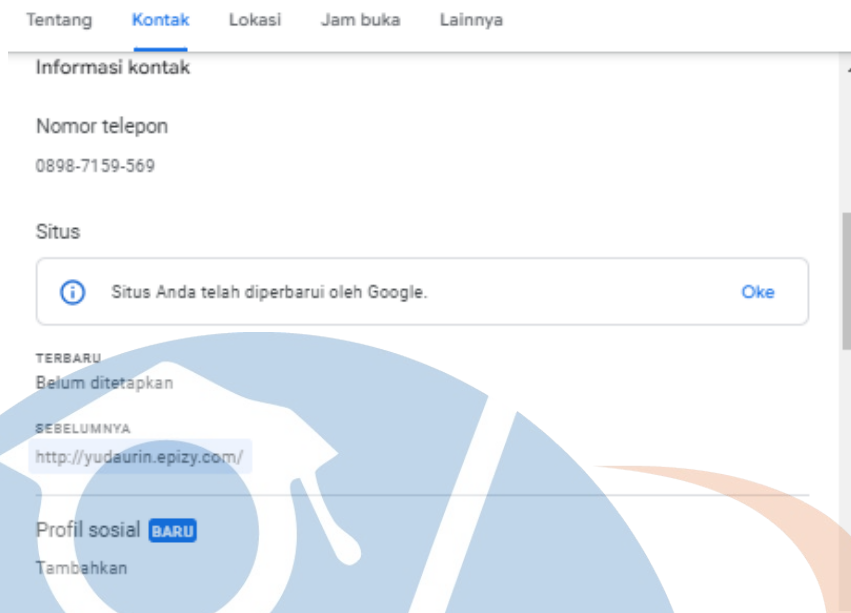 Tentang Kontak Lokasi Jam buka Lainnya
Informasi kontak
Nomor telepon
0898-7159-569
Situs
Situs Anda telah diperbarui oleh Google. Oke
TERBARU
Belum ditetapkan
SEBELUMNYA
http://yudaurin.epizy.com/
Profil sosial BARU
Tambahkan